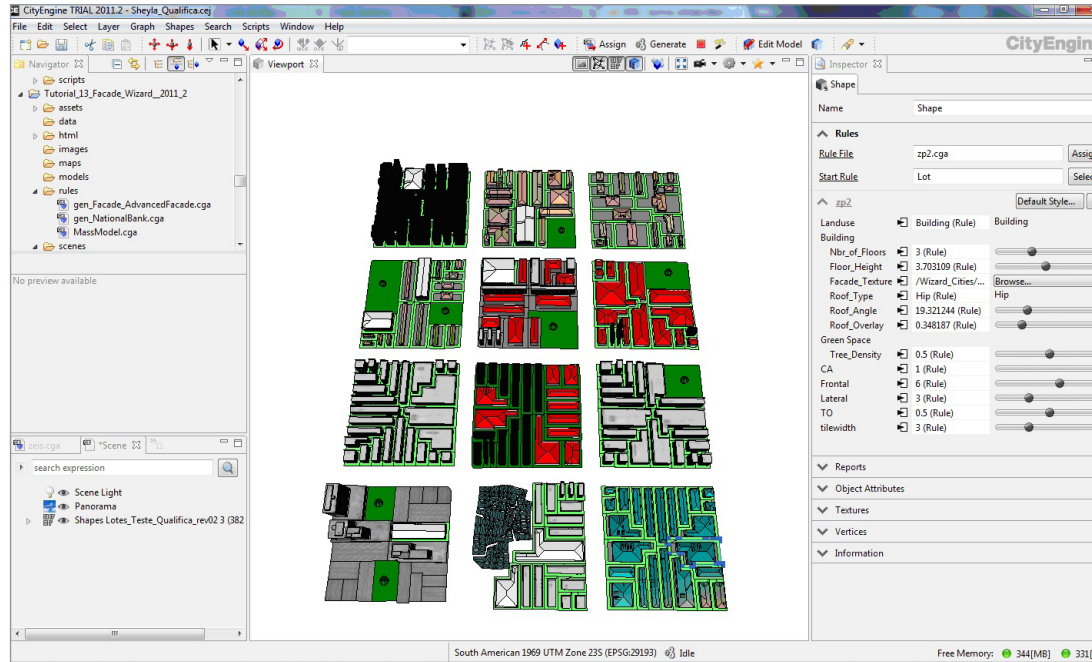 CityEngine TRIAL 2011.2 - Sheyla_Qualifica.cej
File Edit Select Layer Graph Shapes Search Scripts Window Help
Assign Generate Edit Model CityEngin
Navigator Viewport Inspector
scripts
Tutorial_13_Facade_Wizard__2011_2
assets
data
html
images
maps
models
rules
gen_Facade_AdvancedFacade.cga
gen_NationalBank.cga
MassModel.cga
scenes
No preview available
zeis.cga *Scene 11
search expression
Scene Light
Panorama
Shapes Lotes_Teste_Qualifica_rev02 3 (382
Shape
Name Shape
Rules
Rule File zp2.cga Assig
Start Rule Lot Selec
zp2 Default Style...
Landuse Building (Rule) Building
Building
Nbr_of_Floors 3 (Rule)
Floor_Height 3.703109 (Rule)
Facade_Texture /Wizard_Cities/... Browse...
Roof_Type Hip (Rule) Hip
Roof_Angle 19.321244 (Rule)
Roof_Overlay 0.348187 (Rule)
Green Space
Tree_Density 0.5 (Rule)
CA 1 (Rule)
Frontal 6 (Rule)
Lateral 3 (Rule)
TO 0.5 (Rule)
tilewidth 3 (Rule)
Reports
Object Attributes
Textures
Vertices
Information
South American 1969 UTM Zone 23S (EPSG:29193) Idle Free Memory: 344[MB] 331[